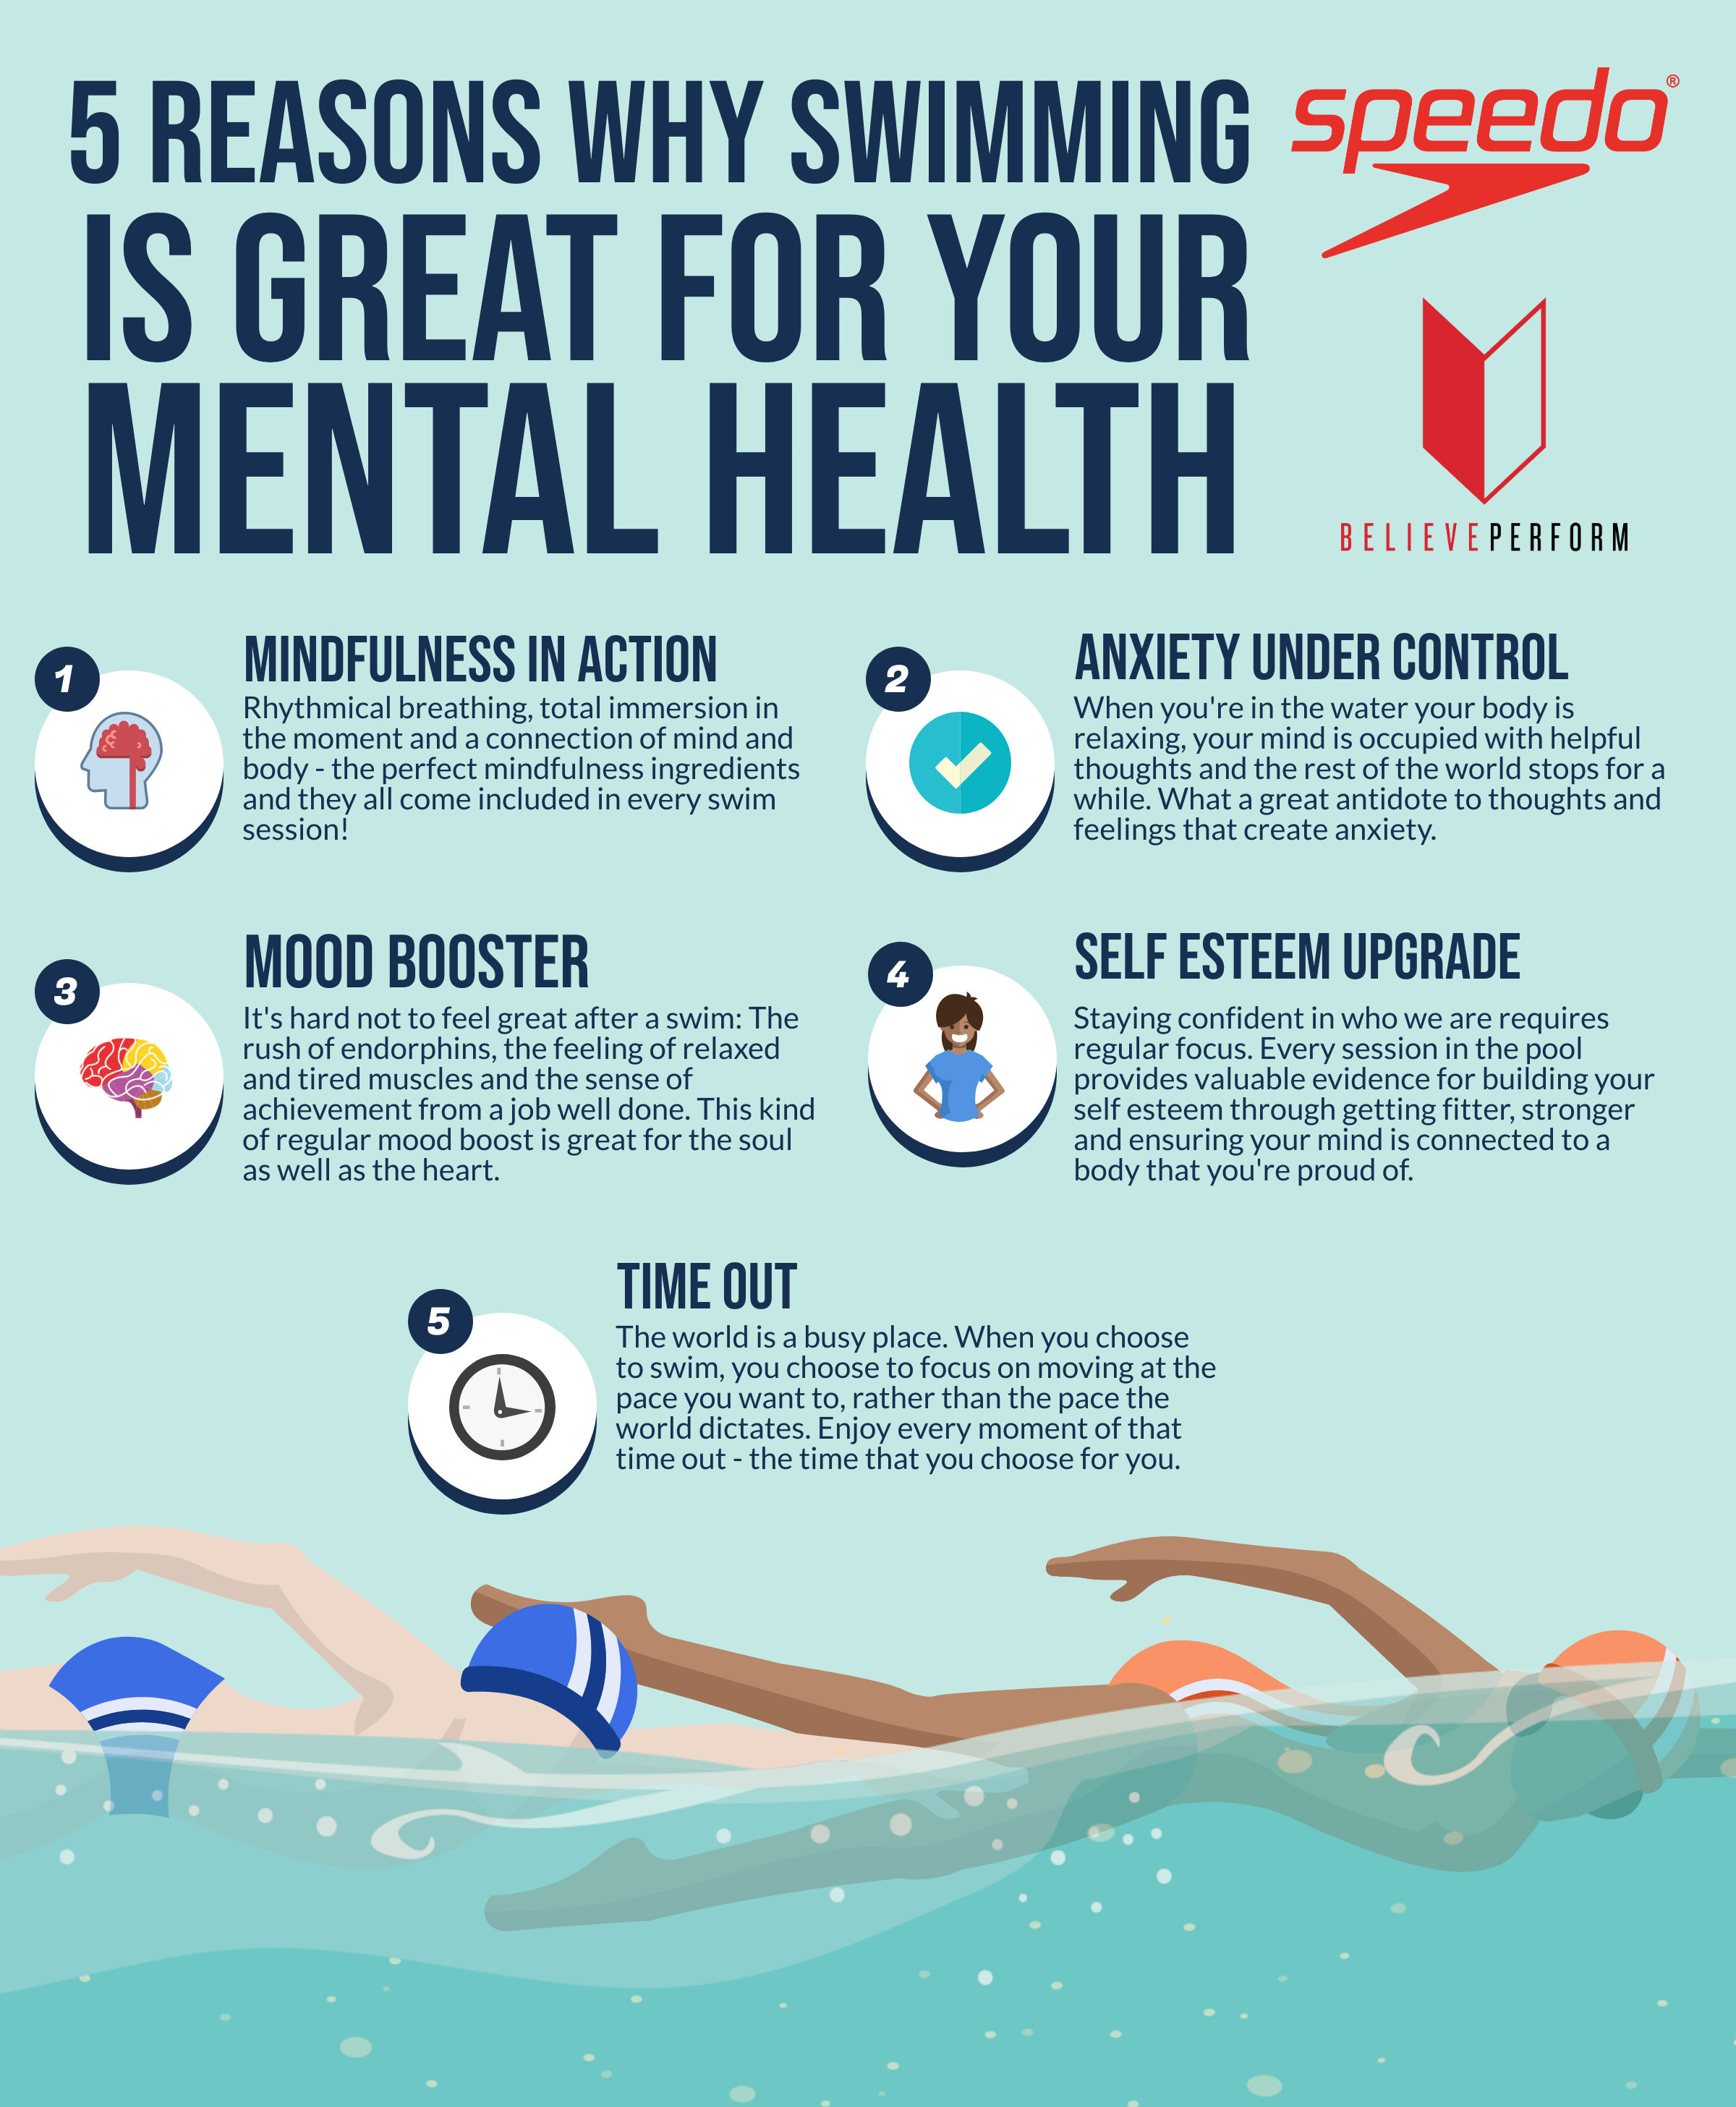 5 REASONS WHY SWIMMING
IS GREAT FOR YOUR
MENTAL HEALTH
speedo®
BELIEVEPERFORM
1
MINDFULNESS IN ACTION
Rhythmical breathing, total immersion in
the moment and a connection of mind and
body - the perfect mindfulness ingredients
and they all come included in every swim
session!
2
ANXIETY UNDER CONTROL
When you're in the water your body is
relaxing, your mind is occupied with helpful
thoughts and the rest of the world stops for a
while. What a great antidote to thoughts and
feelings that create anxiety.
3
MOOD BOOSTER
It's hard not to feel great after a swim: The
rush of endorphins, the feeling of relaxed
and tired muscles and the sense of
achievement from a job well done. This kind
of regular mood boost is great for the soul
as well as the heart.
4
SELF ESTEEM UPGRADE
Staying confident in who we are requires
regular focus. Every session in the pool
provides valuable evidence for building your
self esteem through getting fitter, stronger
and ensuring your mind is connected to a
body that you're proud of.
5
TIME OUT
The world is a busy place. When you choose
to swim, you choose to focus on moving at the
pace you want to, rather than the pace the
world dictates. Enjoy every moment of that
time out - the time that you choose for you.